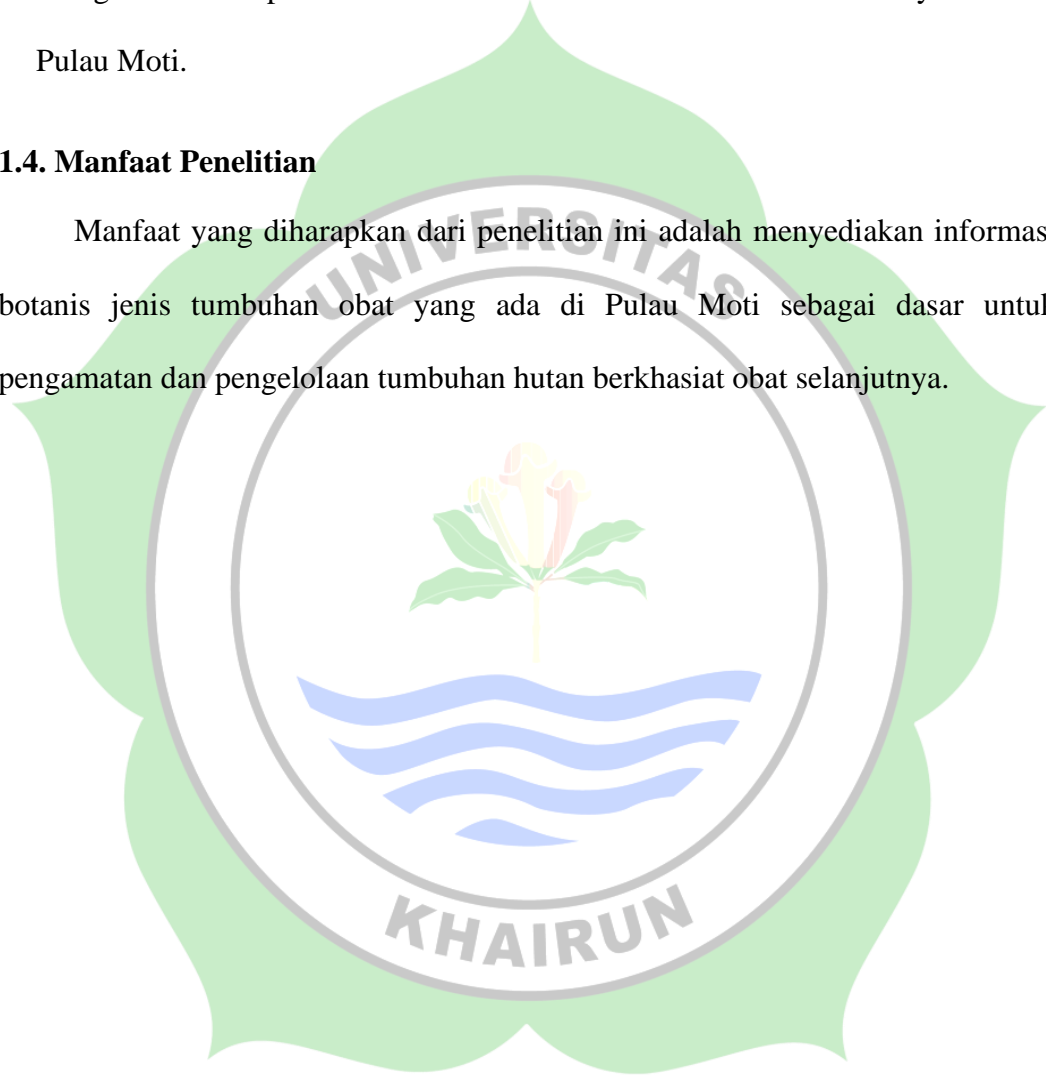 Pulau Moti.
1.4. Manfaat Penelitian
Manfaat yang diharapkan dari penelitian ini adalah menyediakan informas
botanis jenis tumbuhan obat yang ada di Pulau Moti sebagai dasar untuk
pengamatan dan pengelolaan tumbuhan hutan berkhasiat obat selanjutnya.
UNIVERSITAS
KHAIRUN